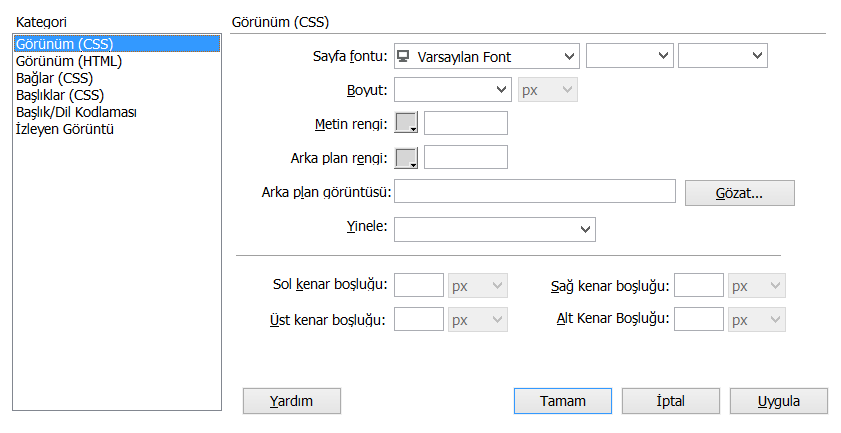 Kategori
Görünüm (CSS)
Görünüm (HTML)
Bağlar (CSS)
Başlıklar (CSS)
Başlık/Dil Kodlaması
İzleyen Görüntü
Görünüm (CSS)
Sayfa fontu: Varsayılan Font
Boyut: px
Metin rengi:
Arka plan rengi:
Arka plan görüntüsü: Gözat...
Yinele:
Sol kenar boşluğu: px Sağ kenar boşluğu: px
Üst kenar boşluğu: px Alt Kenar Boşluğu: px
Yardım Tamam İptal Uygula